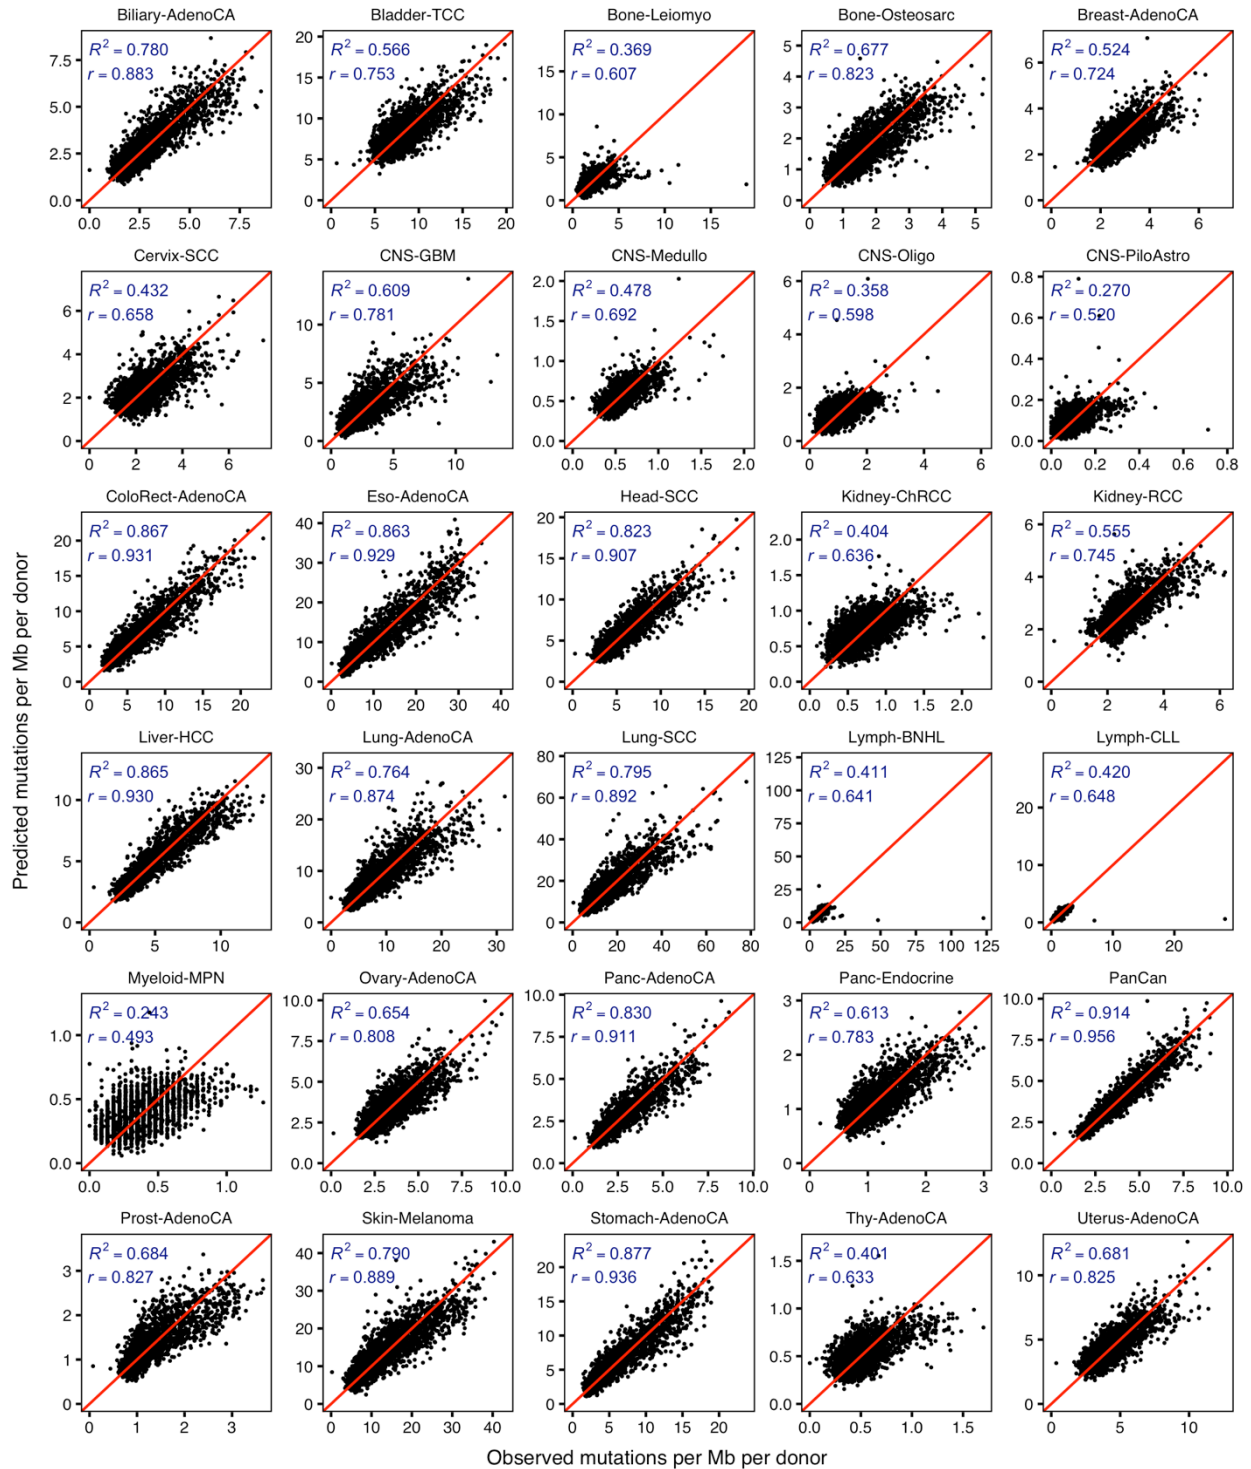 Biliary-AdenoCA Bladder-TCC Bone-Leiomyo Bone-Osteosarc Breast-AdenoCA
R² = 0.780 R² = 0.566 R² = 0.369 R² = 0.677 R² = 0.524
r = 0.883 r = 0.753 r = 0.607 r = 0.823 r = 0.724
7.5 5.0 2.5 0.0 20 15 10 5 0 15 10 5 0 5 4 3 2 1 0 6 4 2 0
0.0 2.5 5.0 7.5 0 5 10 15 20 0 5 10 15 0 1 2 3 4 5 0 2 4 6
Cervix-SCC CNS-GBM CNS-Medullo CNS-Oligo CNS-PiloAstro
R² = 0.432 R² = 0.609 R² = 0.478 R² = 0.358 R² = 0.270
r = 0.658 r = 0.781 r = 0.692 r = 0.598 r = 0.520
6 4 2 0 10 5 0 2.0 1.5 1.0 0.5 0.0 6 4 2 0 0.8 0.6 0.4 0.2 0.0
0 2 4 6 0 5 10 0.0 0.5 1.0 1.5 2.0 0 2 4 6 0.0 0.2 0.4 0.6 0.8
ColoRect-AdenoCA Eso-AdenoCA Head-SCC Kidney-ChRCC Kidney-RCC
R² = 0.867 R² = 0.863 R² = 0.823 R² = 0.404 R² = 0.555
r = 0.931 r = 0.929 r = 0.907 r = 0.636 r = 0.745
20 15 10 5 0 40 30 20 10 0 20 15 10 5 0 2.0 1.5 1.0 0.5 0.0 6 4 2 0
0 5 10 15 20 0 10 20 30 40 0 5 10 15 20 0.0 0.5 1.0 1.5 2.0 0 2 4 6
Predicted mutations per Mb per donor
Liver-HCC Lung-AdenoCA Lung-SCC Lymph-BNHL Lymph-CLL
R² = 0.865 R² = 0.764 R² = 0.795 R² = 0.411 R² = 0.420
r = 0.930 r = 0.874 r = 0.892 r = 0.641 r = 0.648
10 5 0 30 20 10 0 80 60 40 20 0 125 100 75 50 25 0 20 10 0
0 5 10 0 10 20 30 0 20 40 60 80 0 25 50 75 100 125 0 10 20
Myeloid-MPN Ovary-AdenoCA Panc-AdenoCA Panc-Endocrine PanCan
R² = 0.243 R² = 0.654 R² = 0.830 R² = 0.613 R² = 0.914
r = 0.493 r = 0.808 r = 0.911 r = 0.783 r = 0.956
1.0 0.5 0.0 10.0 7.5 5.0 2.5 0.0 10.0 7.5 5.0 2.5 0.0 3 2 1 0 10.0 7.5 5.0 2.5 0.0
0.0 0.5 1.0 0.0 2.5 5.0 7.5 10.0 0.0 2.5 5.0 7.5 10.0 0 1 2 3 0.0 2.5 5.0 7.5 10.0
Prost-AdenoCA Skin-Melanoma Stomach-AdenoCA Thy-AdenoCA Uterus-AdenoCA
R² = 0.684 R² = 0.790 R² = 0.877 R² = 0.401 R² = 0.681
r = 0.827 r = 0.889 r = 0.936 r = 0.633 r = 0.825
3 2 1 0 40 30 20 10 0 20 15 10 5 0 1.5 1.0 0.5 0.0 10 5 0
0 1 2 3 0 10 20 30 40 0 5 10 15 20 25 0.0 0.5 1.0 1.5 0 5 10
Observed mutations per Mb per donor